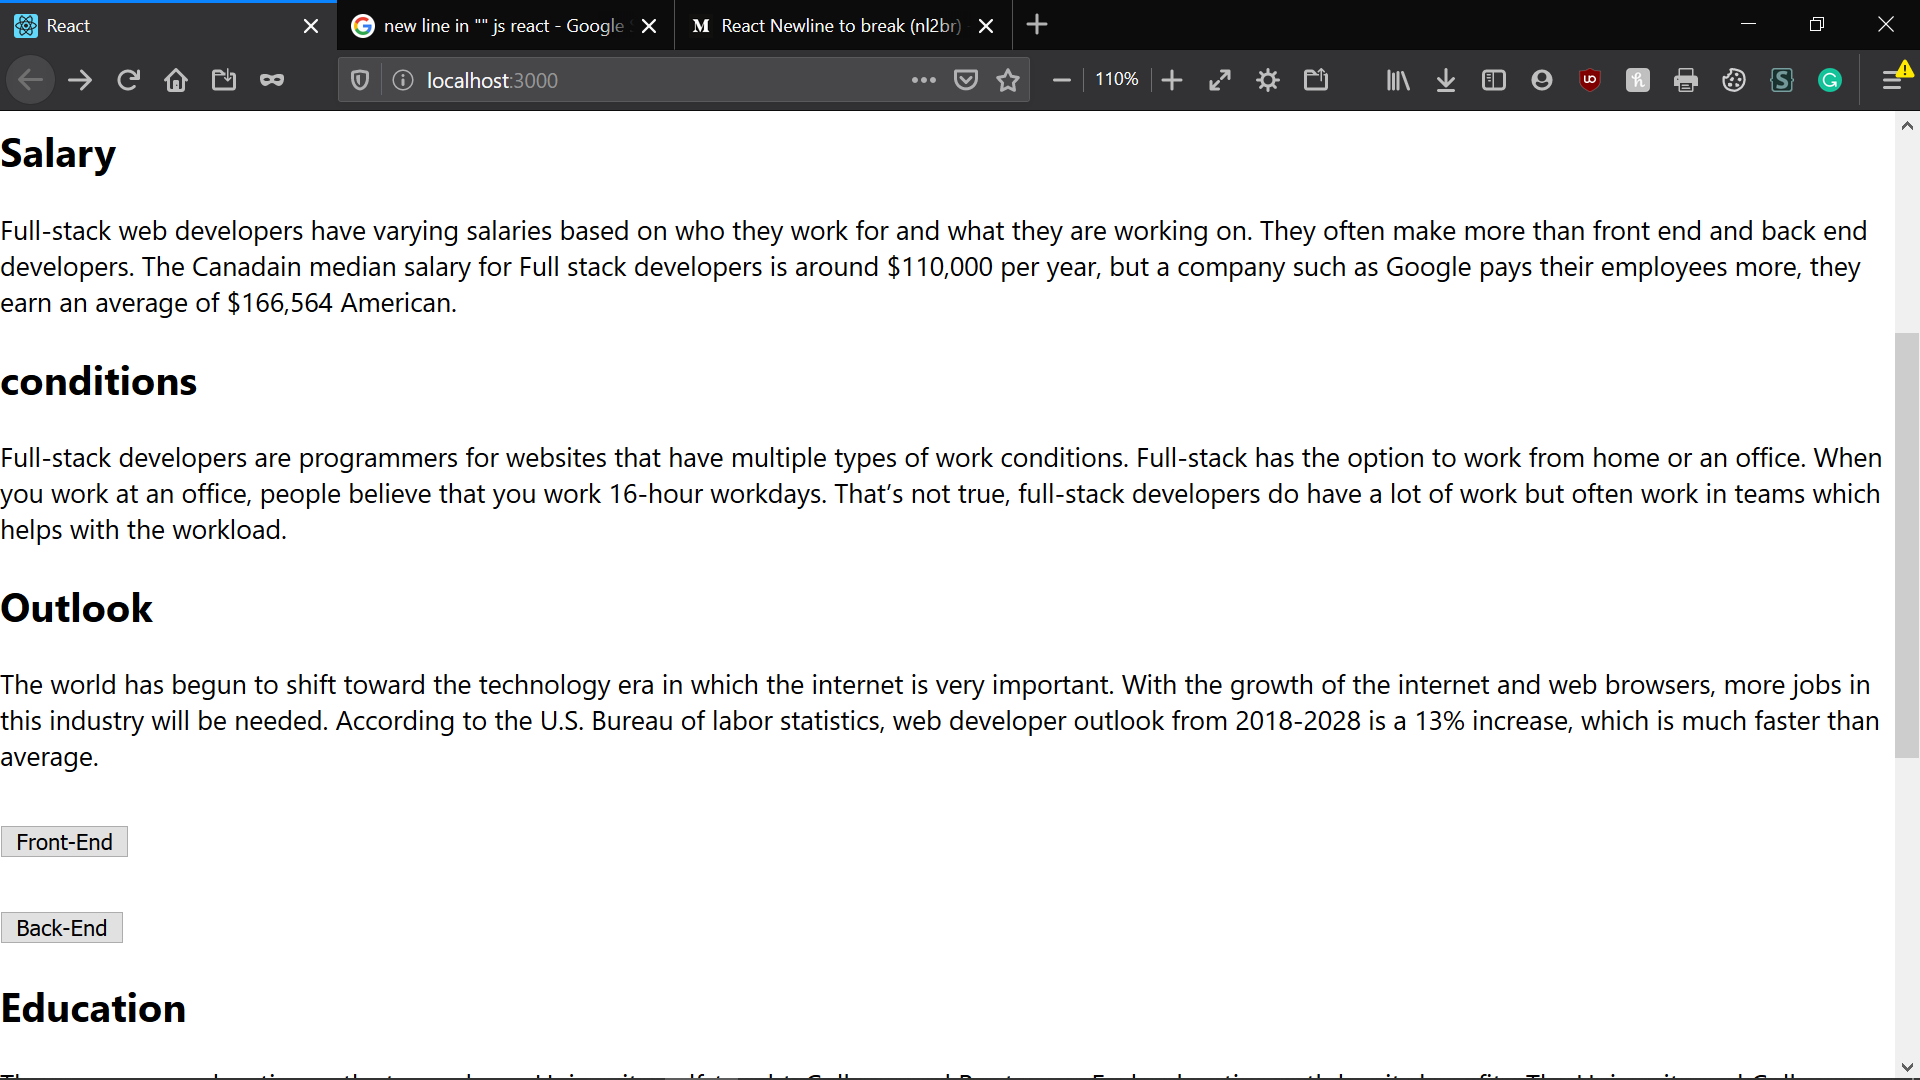 React
new line in "" js react - Google
React Newline to break (nl2br)
localhost:3000
110%
Salary
Full-stack web developers have varying salaries based on who they work for and what they are working on. They often make more than front end and back end
developers. The Canadain median salary for Full stack developers is around $110,000 per year, but a company such as Google pays their employees more, they
earn an average of $166,564 American.
conditions
Full-stack developers are programmers for websites that have multiple types of work conditions. Full-stack has the option to work from home or an office. When
you work at an office, people believe that you work 16-hour workdays. That’s not true, full-stack developers do have a lot of work but often work in teams which
helps with the workload.
Outlook
The world has begun to shift toward the technology era in which the internet is very important. With the growth of the internet and web browsers, more jobs in
this industry will be needed. According to the U.S. Bureau of labor statistics, web developer outlook from 2018-2028 is a 13% increase, which is much faster than
average.
Front-End
Back-End
Education